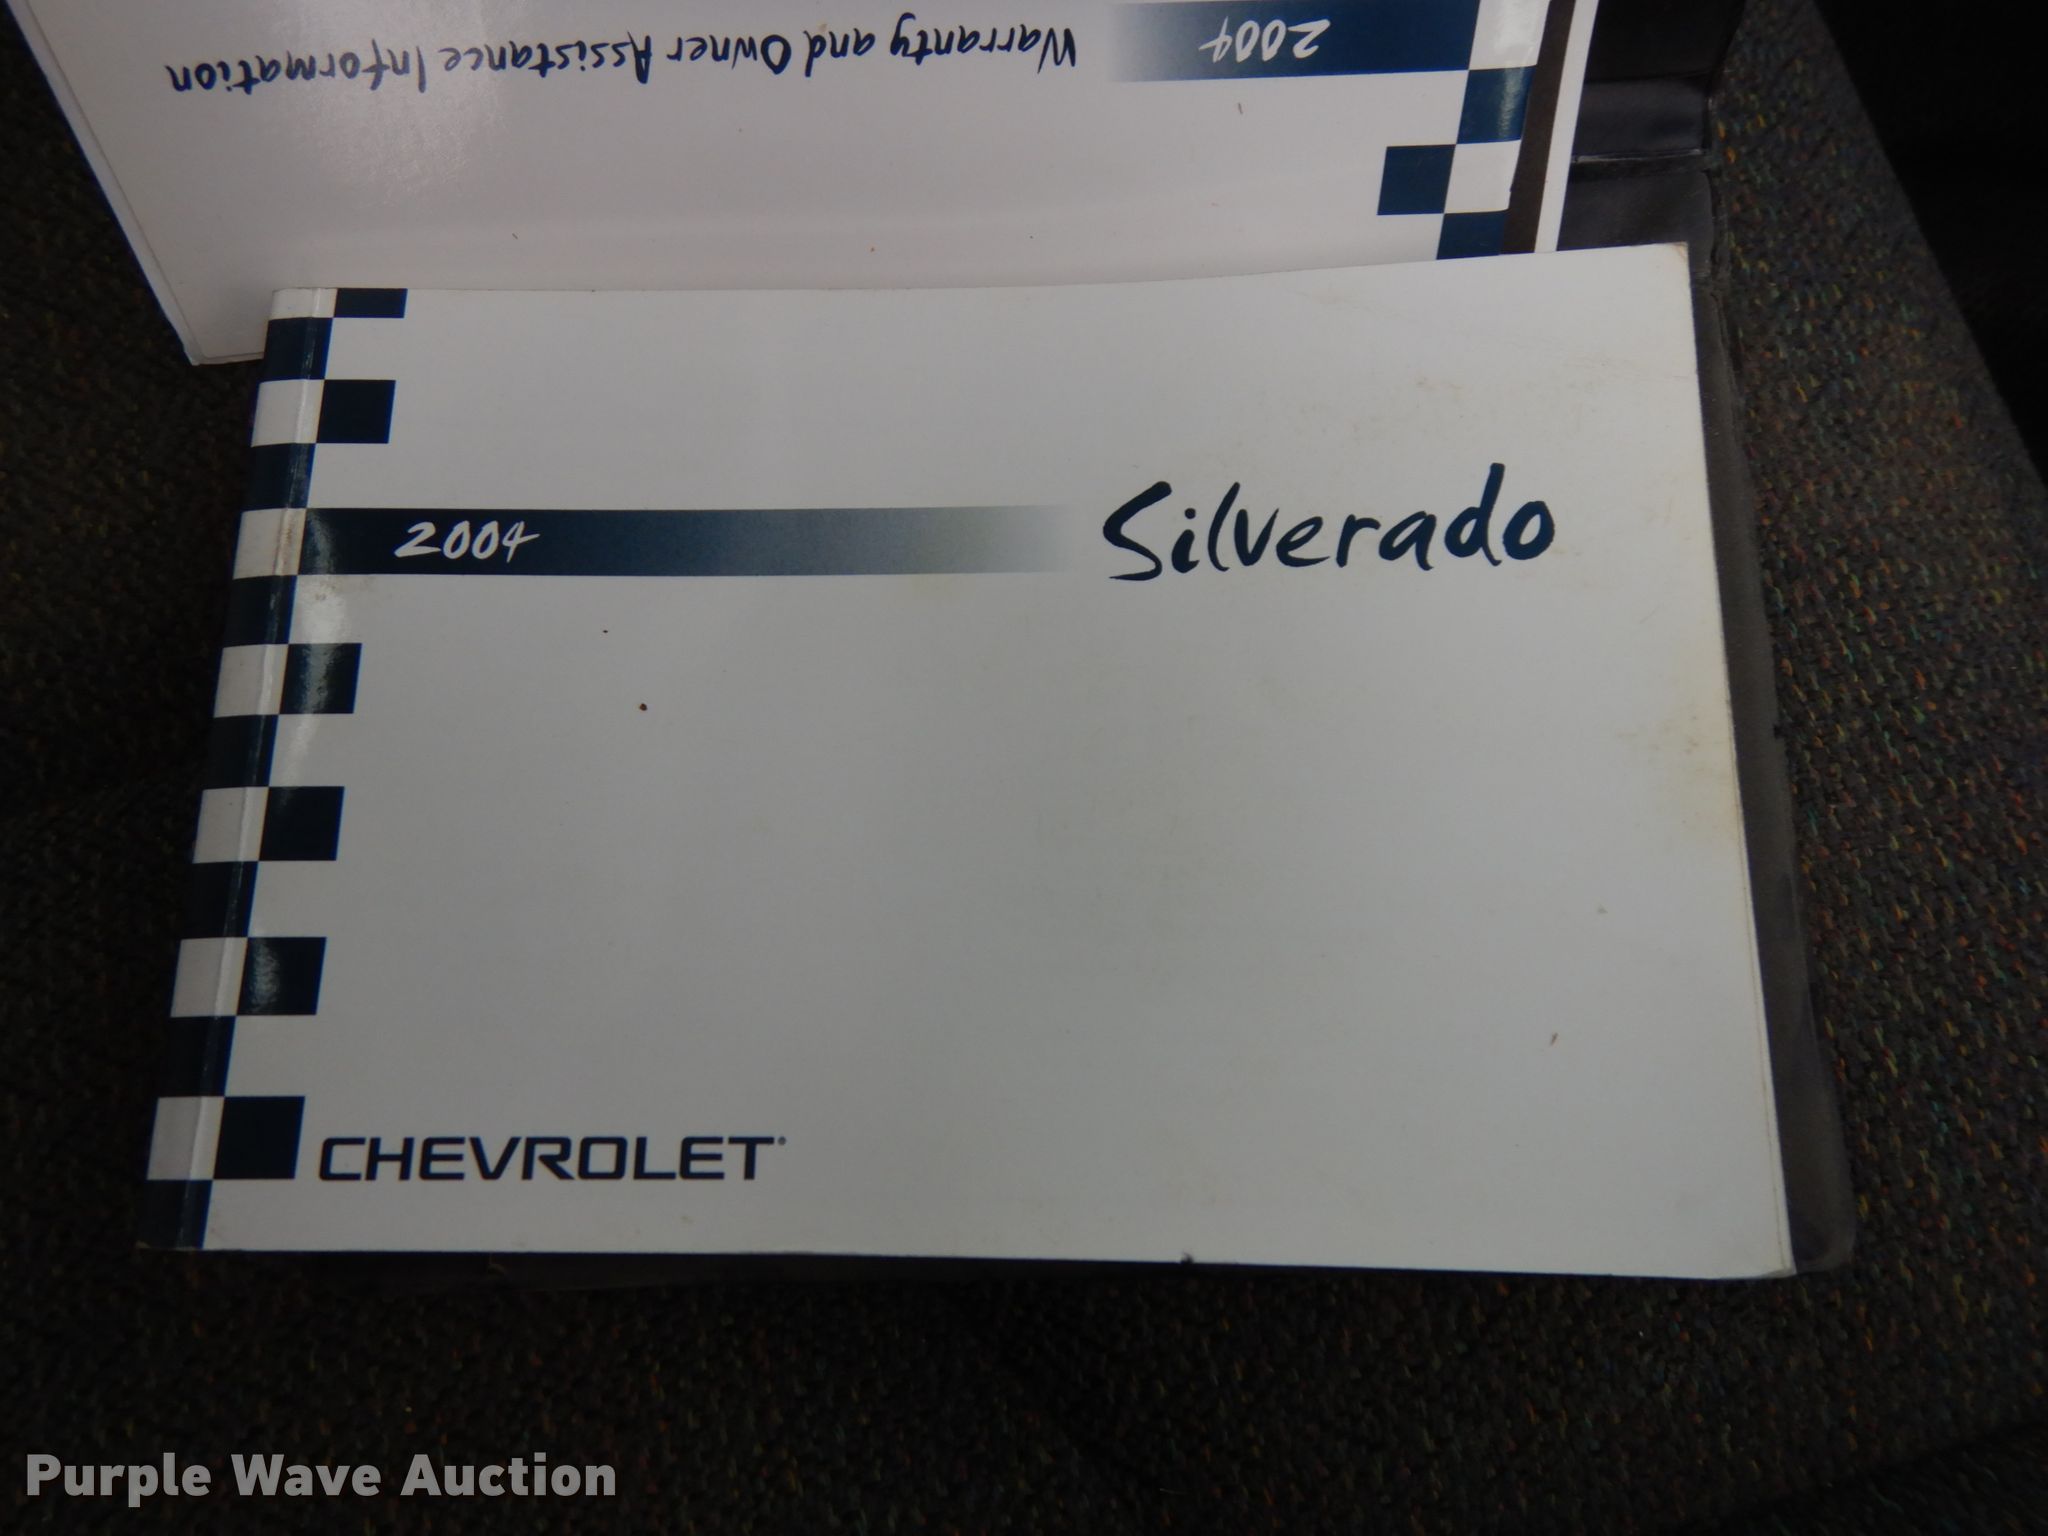 2004 Warranty and Owner Assistance Information
2004 Silverado
CHEVROLET®
Purple Wave Auction